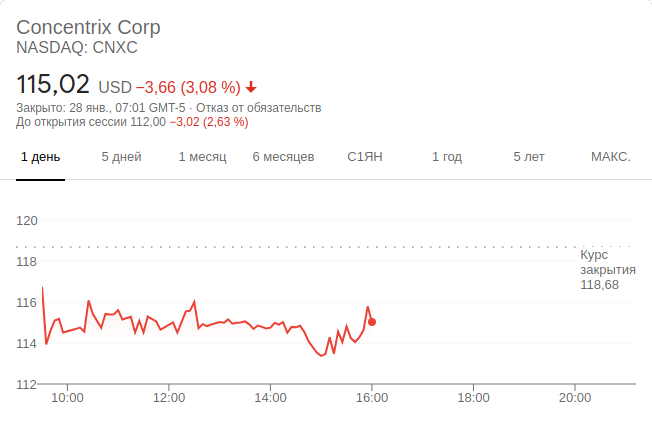 Concentrix Corp
NASDAQ: CNXC
115,02 USD −3,66 (3,08 %)
Закрыто: 28 янв., 07:01 GMT-5 · Отказ от обязательств
До открытия сессии 112,00 −3,02 (2,63 %)
1 день 5 дней 1 месяц 6 месяцев С1ЯН 1 год 5 лет МАКС.
120
118
Курс
закрытия
118,68
116
114
112
10:00 12:00 14:00 16:00 18:00 20:00